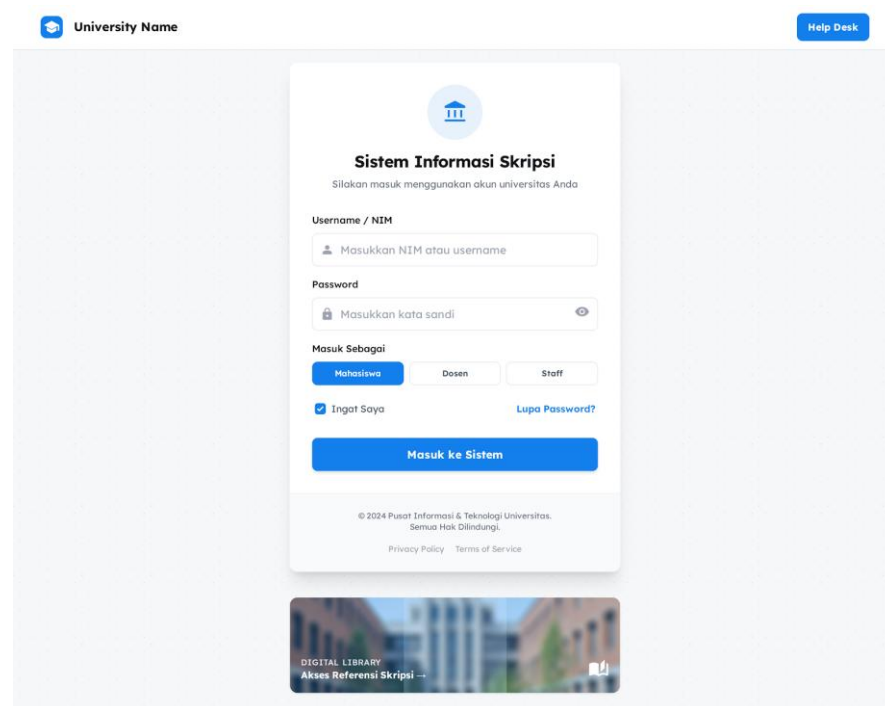 University Name
Help Desk
Sistem Informasi Skripsi
Silakan masuk menggunakan akun universitas Anda
Username / NIM
Masukkan NIM atau username
Password
Masukkan kata sandi
Masuk Sebagai
Mahasiswa
Dosen
Staff
Ingat Saya
Lupa Password?
Masuk ke Sistem
© 2024 Pusat Informasi & Teknologi Universitas.
Semua Hak Dilindungi.
Privacy Policy
Terms of Service
DIGITAL LIBRARY
Akses Referensi Skripsi →